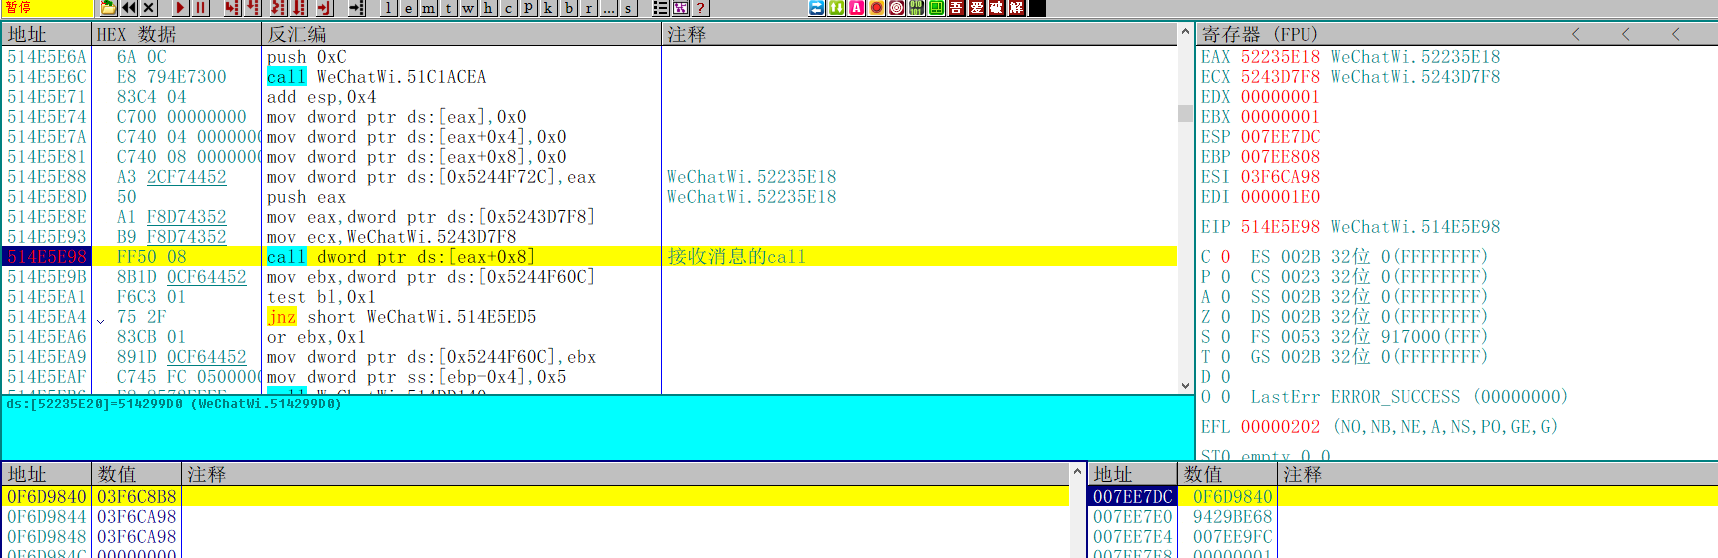 暂停 l e m t w h c p k b r ... s ? 吾 爱 破 解
地址 HEX 数据 反汇编 注释
514E5E6A 6A 0C push 0xC
514E5E6C E8 794E7300 call WeChatWi.51C1ACEA
514E5E71 83C4 04 add esp,0x4
514E5E74 C700 00000000 mov dword ptr ds:[eax],0x0
514E5E7A C740 04 0000000 mov dword ptr ds:[eax+0x4],0x0
514E5E81 C740 08 0000000 mov dword ptr ds:[eax+0x8],0x0
514E5E88 A3 2CF74452 mov dword ptr ds:[0x5244F72C],eax WeChatWi.52235E18
514E5E8D 50 push eax WeChatWi.52235E18
514E5E8E A1 F8D74352 mov eax,dword ptr ds:[0x5243D7F8]
514E5E93 B9 F8D74352 mov ecx,WeChatWi.5243D7F8
514E5E98 FF50 08 call dword ptr ds:[eax+0x8] 接收消息的call
514E5E9B 8B1D 0CF64452 mov ebx,dword ptr ds:[0x5244F60C]
514E5EA1 F6C3 01 test bl,0x1
514E5EA4 75 2F jnz short WeChatWi.514E5ED5
514E5EA6 83CB 01 or ebx,0x1
514E5EA9 891D 0CF64452 mov dword ptr ds:[0x5244F60C],ebx
514E5EAF C745 FC 0500000 mov dword ptr ss:[ebp-0x4],0x5
ds:[52235E20]=514299D0 (WeChatWi.514299D0)
寄存器 (FPU) < < <
EAX 52235E18 WeChatWi.52235E18
ECX 5243D7F8 WeChatWi.5243D7F8
EDX 00000001
EBX 00000001
ESP 007EE7DC
EBP 007EE808
ESI 03F6CA98
EDI 000001E0
EIP 514E5E98 WeChatWi.514E5E98
C 0 ES 002B 32位 0(FFFFFFFF)
P 0 CS 0023 32位 0(FFFFFFFF)
A 0 SS 002B 32位 0(FFFFFFFF)
Z 0 DS 002B 32位 0(FFFFFFFF)
S 0 FS 0053 32位 917000(FFF)
T 0 GS 002B 32位 0(FFFFFFFF)
D 0
O 0 LastErr ERROR_SUCCESS (00000000)
EFL 00000202 (NO,NB,NE,A,NS,PO,GE,G)
ST0 empty 0.0
地址 数值 注释
0F6D9840 03F6C8B8
0F6D9844 03F6CA98
0F6D9848 03F6CA98
0F6D984C 00000000
地址 数值 注释
007EE7DC 0F6D9840
007EE7E0 9429BE68
007EE7E4 007EE9FC
007EE7E8 00000001